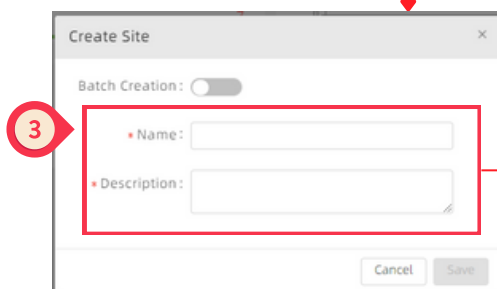 Create Site
×
Batch Creation:
3
* Name:
* Description:
Cancel Save